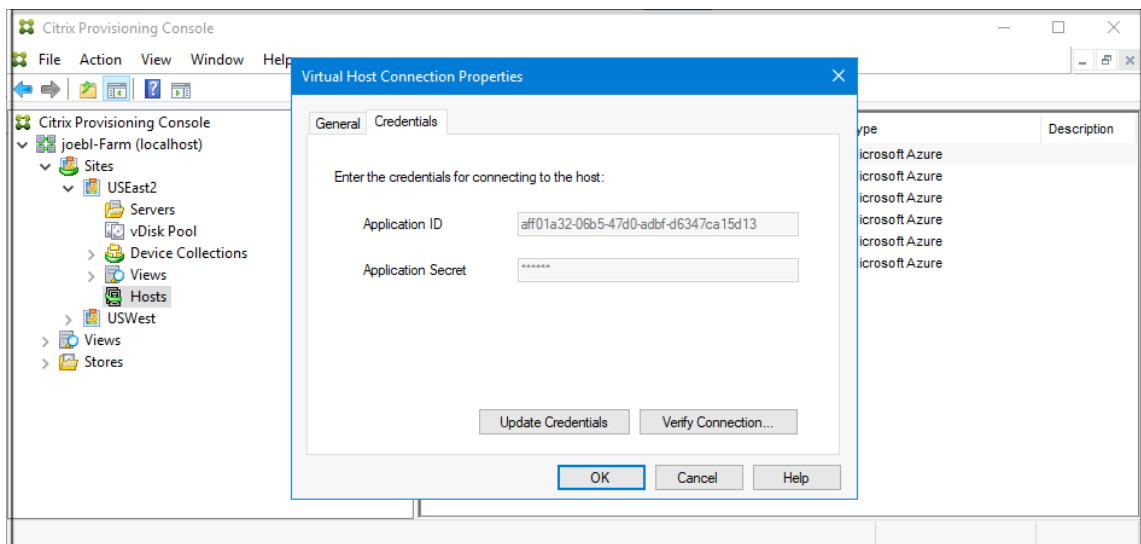 Citrix Provisioning Console
File Action View Window Help
Virtual Host Connection Properties
Citrix Provisioning Console
joebl-Farm (localhost)
Sites
USEast2
Servers
vDisk Pool
Device Collections
Views
Hosts
USWest
Views
Stores
General Credentials
Enter the credentials for connecting to the host:
Application ID aff01a32-06b5-47d0-adbf-d6347ca15d13
Application Secret ******
Update Credentials Verify Connection...
OK Cancel Help
ype Description
icrosoft Azure
icrosoft Azure
icrosoft Azure
icrosoft Azure
icrosoft Azure
icrosoft Azure